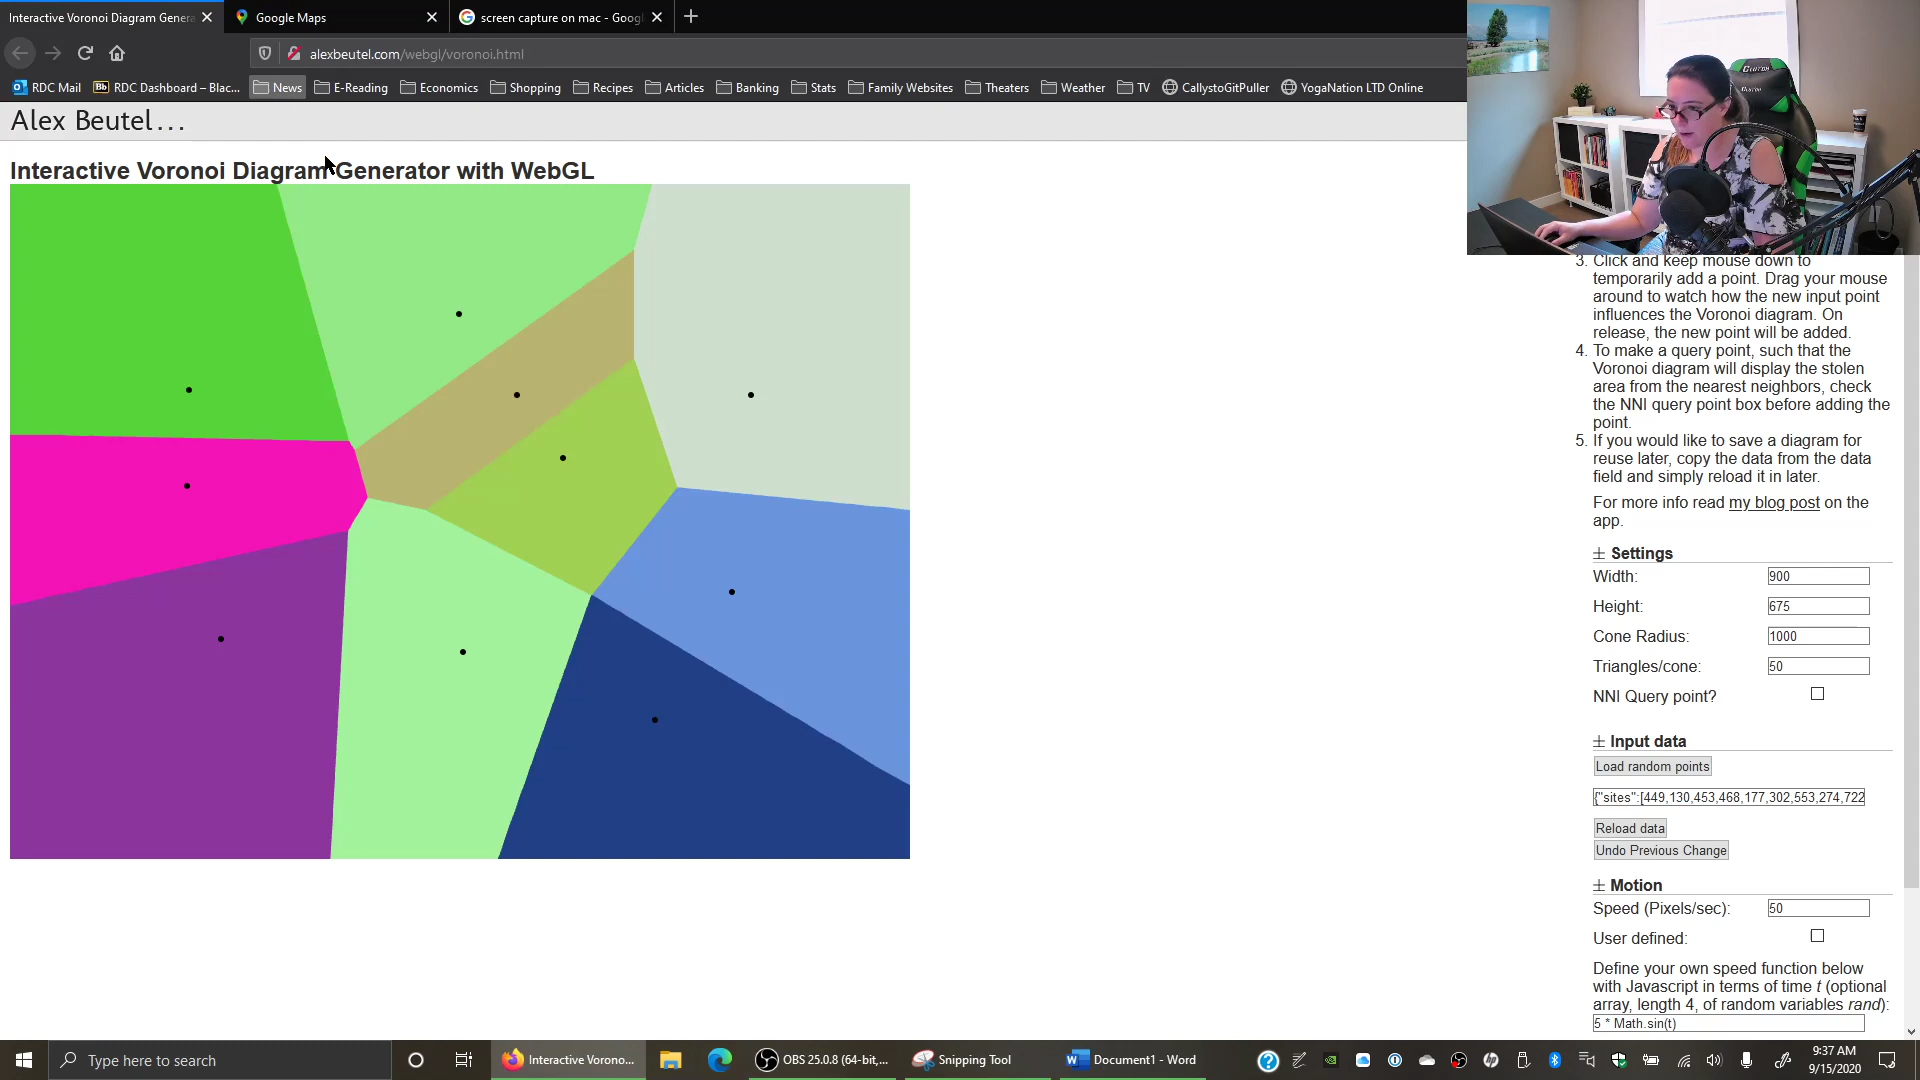 Interactive Voronoi Diagram Genera
Google Maps
screen capture on mac - Googl
alexbeutel.com/webgl/voronoi.html
RDC Mail
Bb RDC Dashboard – Blac...
News
E-Reading
Economics
Shopping
Recipes
Articles
Banking
Stats
Family Websites
Theaters
Weather
TV
CallystoGitPuller
YogaNation LTD Online
Alex Beutel...
Interactive Voronoi Diagram Generator with WebGL
3. Click and keep mouse down to
temporarily add a point. Drag your mouse
around to watch how the new input point
influences the Voronoi diagram. On
release, the new point will be added.
4. To make a query point, such that the
Voronoi diagram will display the stolen
area from the nearest neighbors, check
the NNI query point box before adding the
point.
5. If you would like to save a diagram for
reuse later, copy the data from the data
field and simply reload it in later.
For more info read my blog post on the
app.
± Settings
Width: 900
Height: 675
Cone Radius: 1000
Triangles/cone: 50
NNI Query point?
± Input data
Load random points
{"sites":[449,130,453,468,177,302,553,274,722
Reload data
Undo Previous Change
± Motion
Speed (Pixels/sec): 50
User defined:
Define your own speed function below
with Javascript in terms of time t (optional
array, length 4, of random variables rand):
5 * Math.sin(t)
Type here to search
Interactive Vorono...
OBS 25.0.8 (64-bit,...
Snipping Tool
Document1 - Word
9:37 AM
9/15/2020